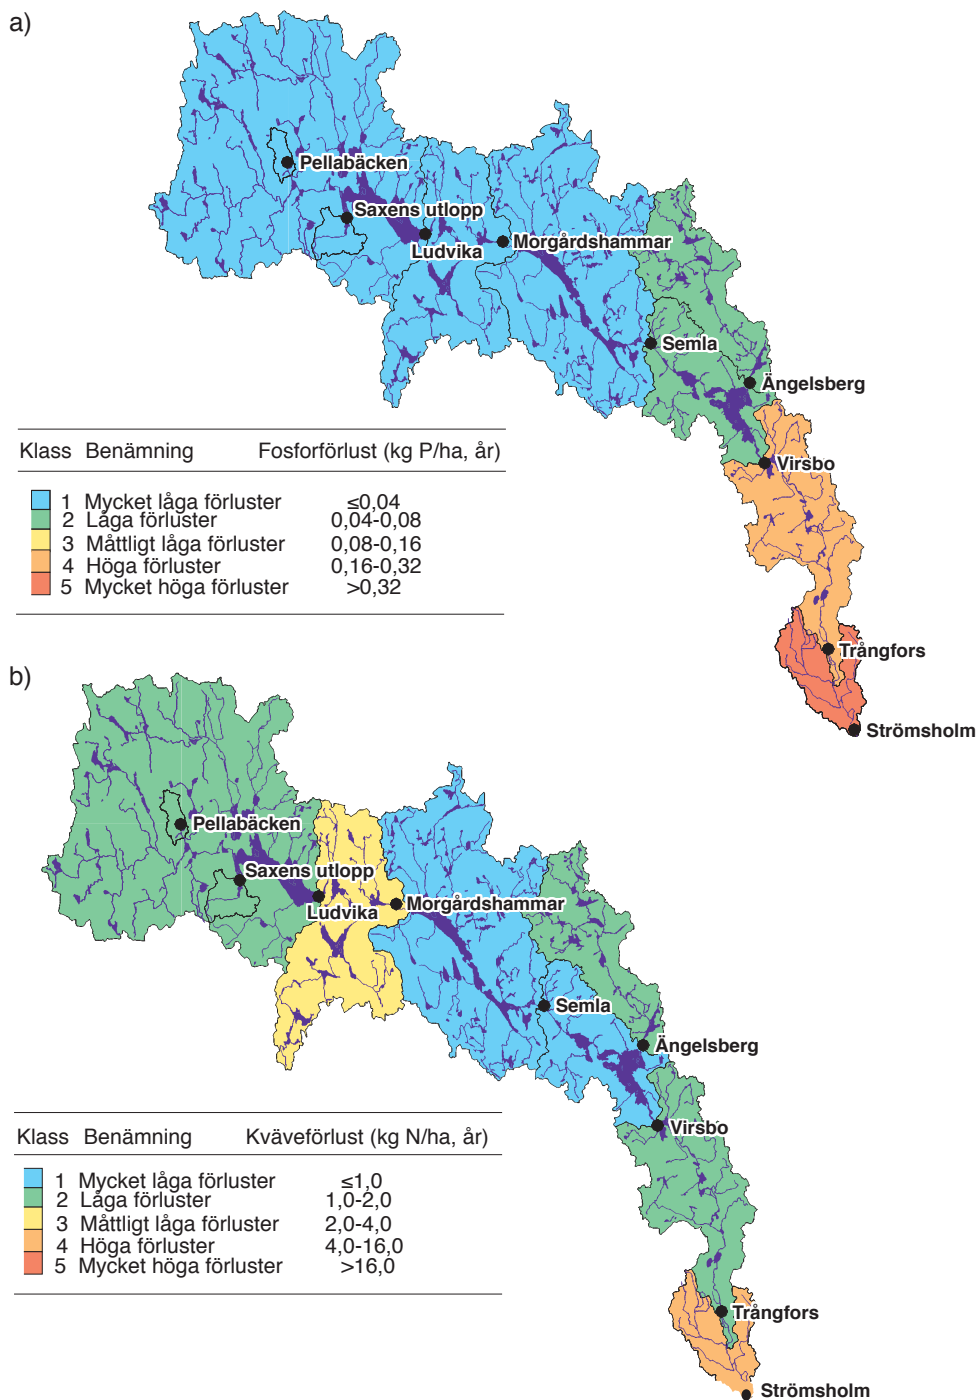 a)
Pellabäcken
Saxens utlopp
Ludvika
Morgårdshammar
Semla
Ängelsberg
Virsbo
Trångfors
Strömsholm
Klass Benämning Fosforförlust (kg P/ha, år)
1 Mycket låga förluster ≤0,04
2 Låga förluster 0,04-0,08
3 Måttligt låga förluster 0,08-0,16
4 Höga förluster 0,16-0,32
5 Mycket höga förluster >0,32
b)
Pellabäcken
Saxens utlopp
Ludvika
Morgårdshammar
Semla
Ängelsberg
Virsbo
Trångfors
Strömsholm
Klass Benämning Kväveförlust (kg N/ha, år)
1 Mycket låga förluster ≤1,0
2 Låga förluster 1,0-2,0
3 Måttligt låga förluster 2,0-4,0
4 Höga förluster 4,0-16,0
5 Mycket höga förluster >16,0